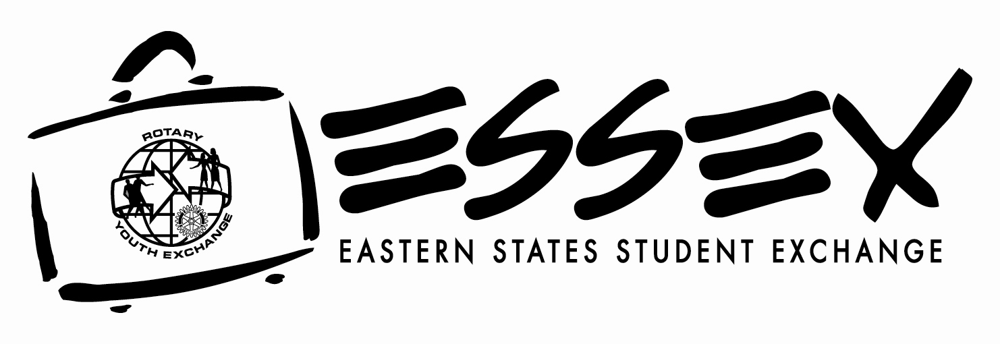 ROTARY
YOUTH EXCHANGE
ESSEX
EASTERN STATES STUDENT EXCHANGE